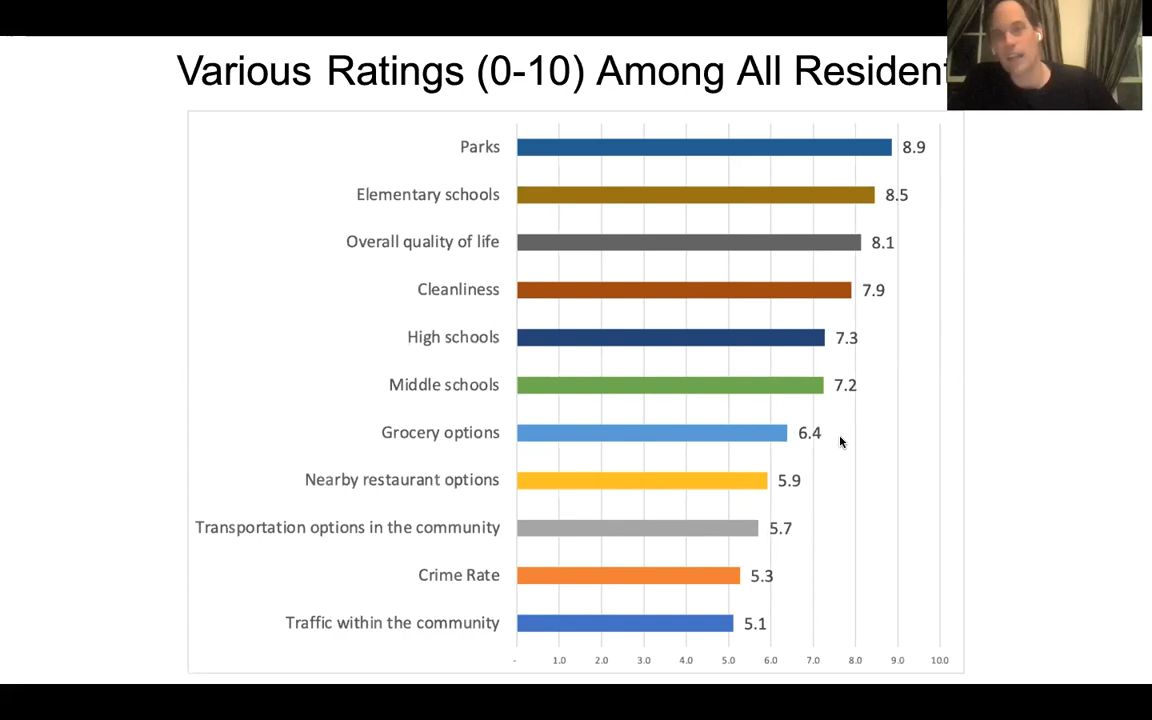 Various Ratings (0-10) Among All Resident
Parks 8.9
Elementary schools 8.5
Overall quality of life 8.1
Cleanliness 7.9
High schools 7.3
Middle schools 7.2
Grocery options 6.4
Nearby restaurant options 5.9
Transportation options in the community 5.7
Crime Rate 5.3
Traffic within the community 5.1
- 1.0 2.0 3.0 4.0 5.0 6.0 7.0 8.0 9.0 10.0